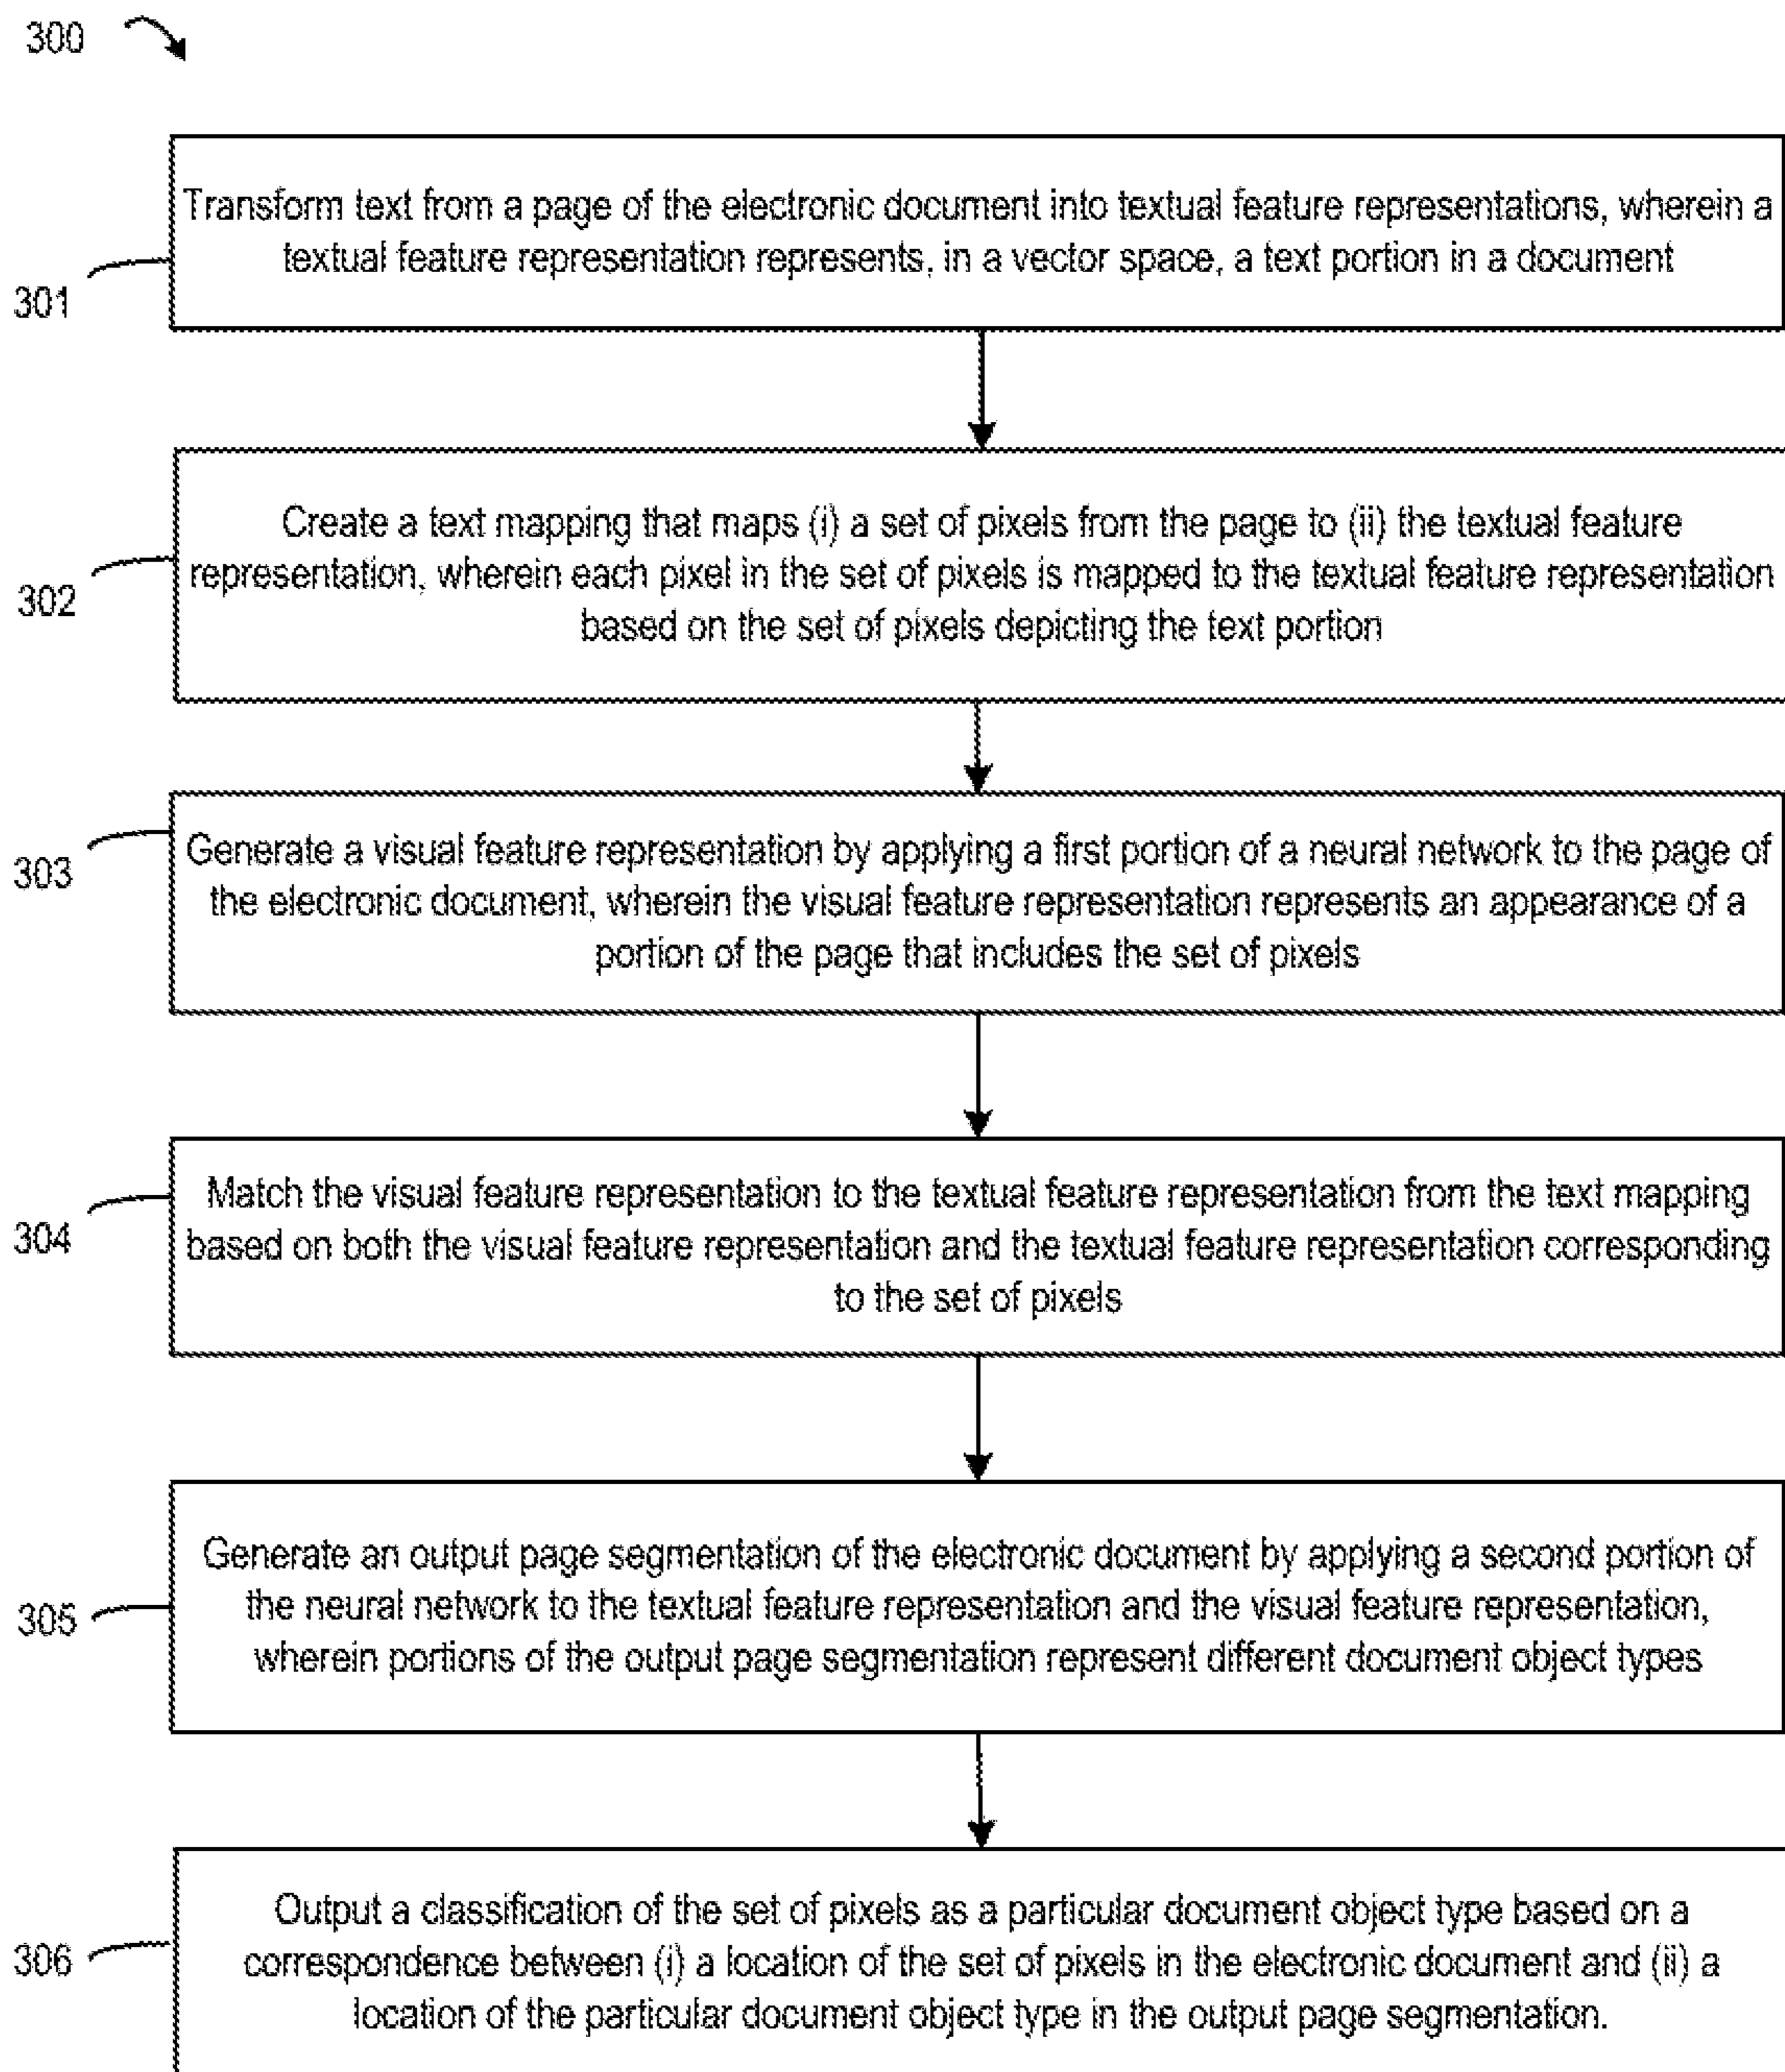 300
Transform text from a page of the electronic document into textual feature representations, wherein a
textual feature representation represents, in a vector space, a text portion in a document
301
Create a text mapping that maps (i) a set of pixels from the page to (ii) the textual feature
representation, wherein each pixel in the set of pixels is mapped to the textual feature representation
based on the set of pixels depicting the text portion
302
Generate a visual feature representation by applying a first portion of a neural network to the page of
the electronic document, wherein the visual feature representation represents an appearance of a
portion of the page that includes the set of pixels
303
Match the visual feature representation to the textual feature representation from the text mapping
based on both the visual feature representation and the textual feature representation corresponding
to the set of pixels
304
Generate an output page segmentation of the electronic document by applying a second portion of
the neural network to the textual feature representation and the visual feature representation,
wherein portions of the output page segmentation represent different document object types
305
Output a classification of the set of pixels as a particular document object type based on a
correspondence between (i) a location of the set of pixels in the electronic document and (ii) a
location of the particular document object type in the output page segmentation.
306